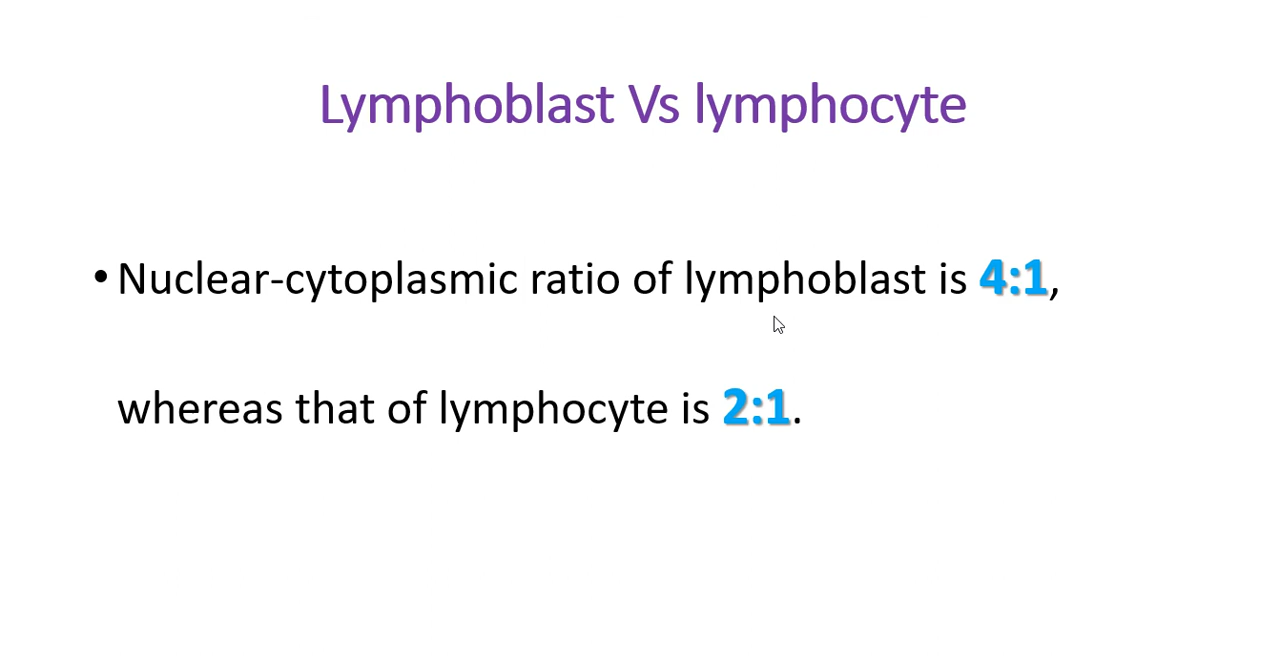 Lymphoblast Vs lymphocyte
• Nuclear-cytoplasmic ratio of lymphoblast is 4:1,
whereas that of lymphocyte is 2:1.